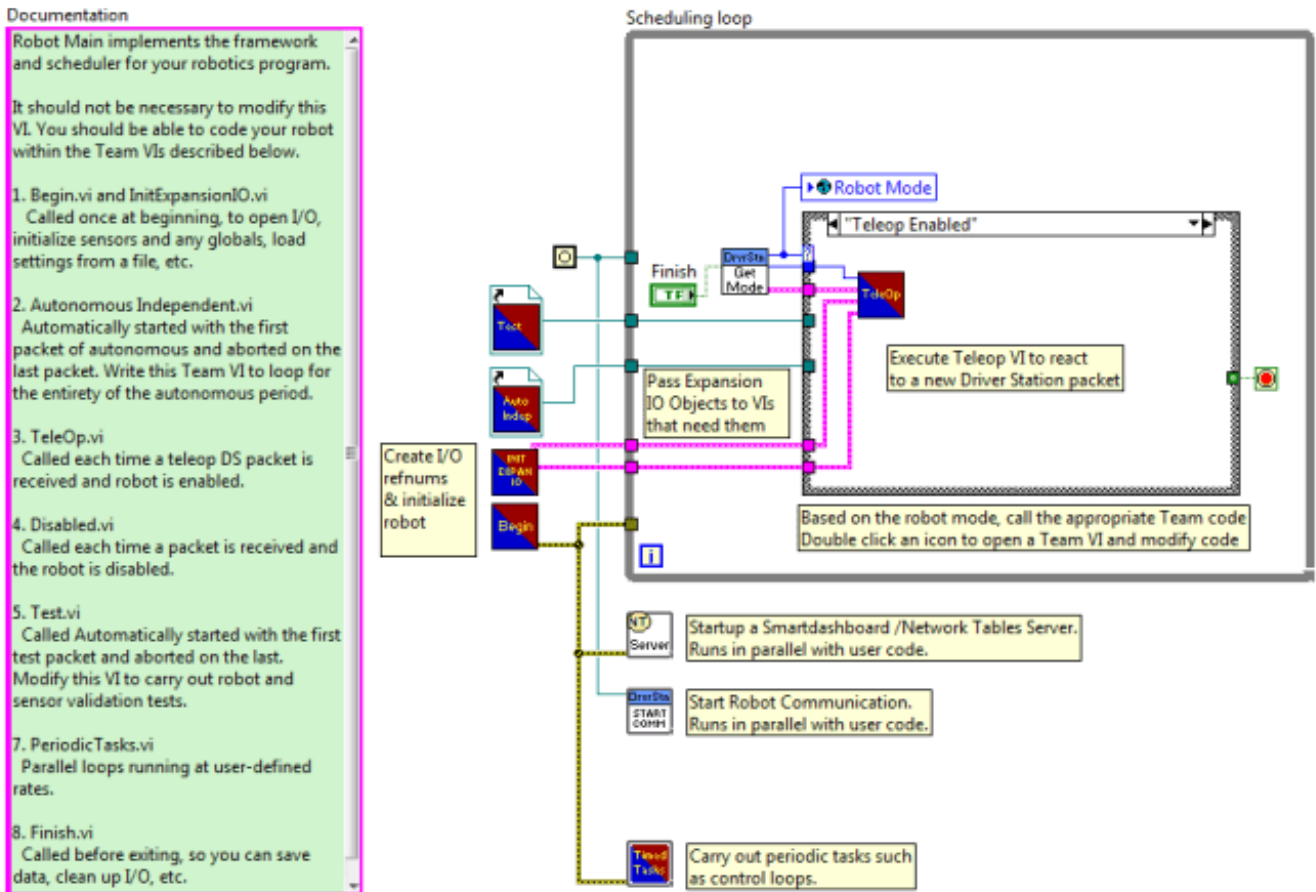 Documentation
Robot Main implements the framework
and scheduler for your robotics program.
It should not be necessary to modify this
VI. You should be able to code your robot
within the Team VIs described below.
1. Begin.vi and InitExpansionIO.vi
Called once at beginning, to open I/O,
initialize sensors and any globals, load
settings from a file, etc.
2. Autonomous Independent.vi
Automatically started with the first
packet of autonomous and aborted on the
last packet. Write this Team VI to loop for
the entirety of the autonomous period.
3. TeleOp.vi
Called each time a teleop DS packet is
received and robot is enabled.
4. Disabled.vi
Called each time a packet is received and
the robot is disabled.
5. Test.vi
Called Automatically started with the first
test packet and aborted on the last.
Modify this VI to carry out robot and
sensor validation tests.
7. PeriodicTasks.vi
Parallel loops running at user-defined
rates.
8. Finish.vi
Called before exiting, so you can save
data, clean up I/O, etc.
Scheduling loop
Robot Mode
"Teleop Enabled"
Finish
TF
DrvrSta
Get
Mode
TeleOp
Test
Execute Teleop VI to react
to a new Driver Station packet
Auto
Indep
Pass Expansion
IO Objects to VIs
that need them
Create I/O
refnums
& initialize
robot
INIT
EXPAN
IO
Begin
Based on the robot mode, call the appropriate Team code
Double click an icon to open a Team VI and modify code
i
NT
Server
Startup a Smartdashboard /Network Tables Server.
Runs in parallel with user code.
DrvrSta
START
COMM
Start Robot Communication.
Runs in parallel with user code.
Timed
Tasks
Carry out periodic tasks such
as control loops.